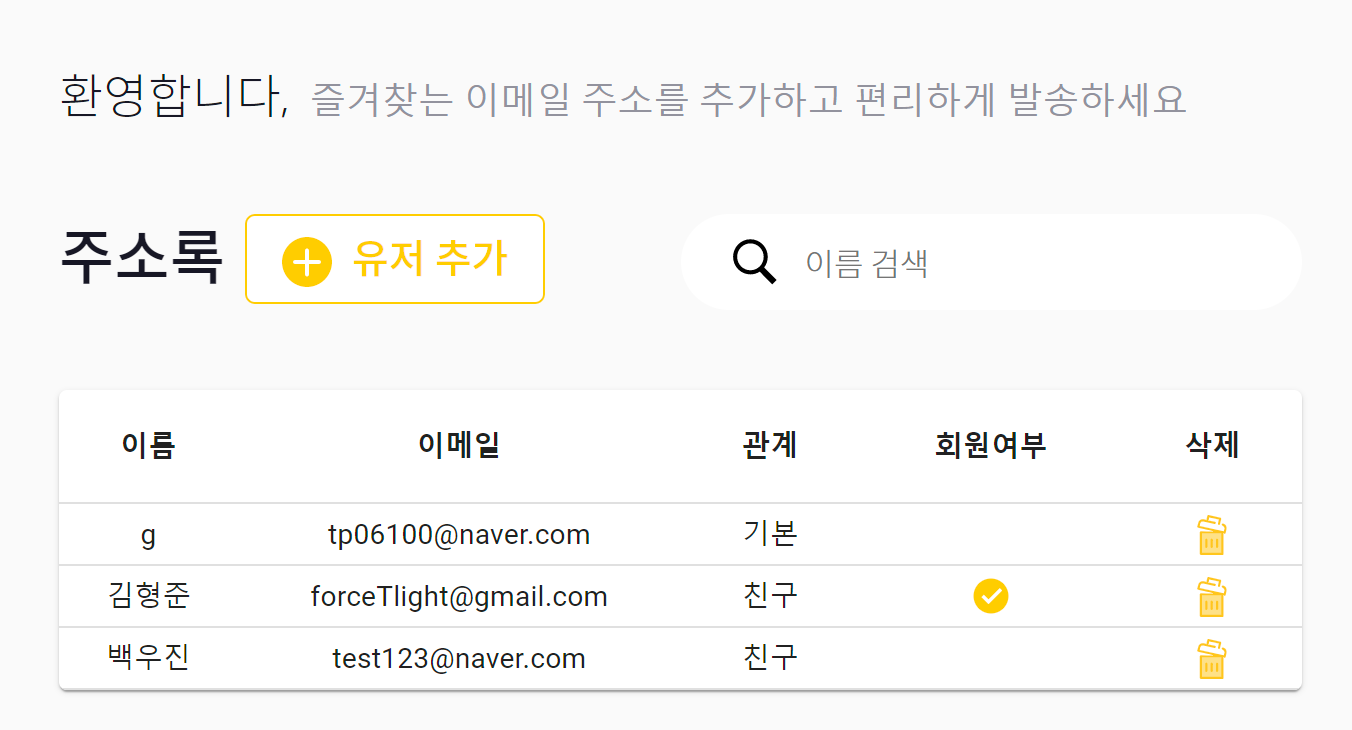 환영합니다, 즐겨찾는 이메일 주소를 추가하고 편리하게 발송하세요
주소록 유저 추가 이름 검색
이름 이메일 관계 회원여부 삭제
g tp06100@naver.com 기본
김형준 forceTlight@gmail.com 친구
백우진 test123@naver.com 친구